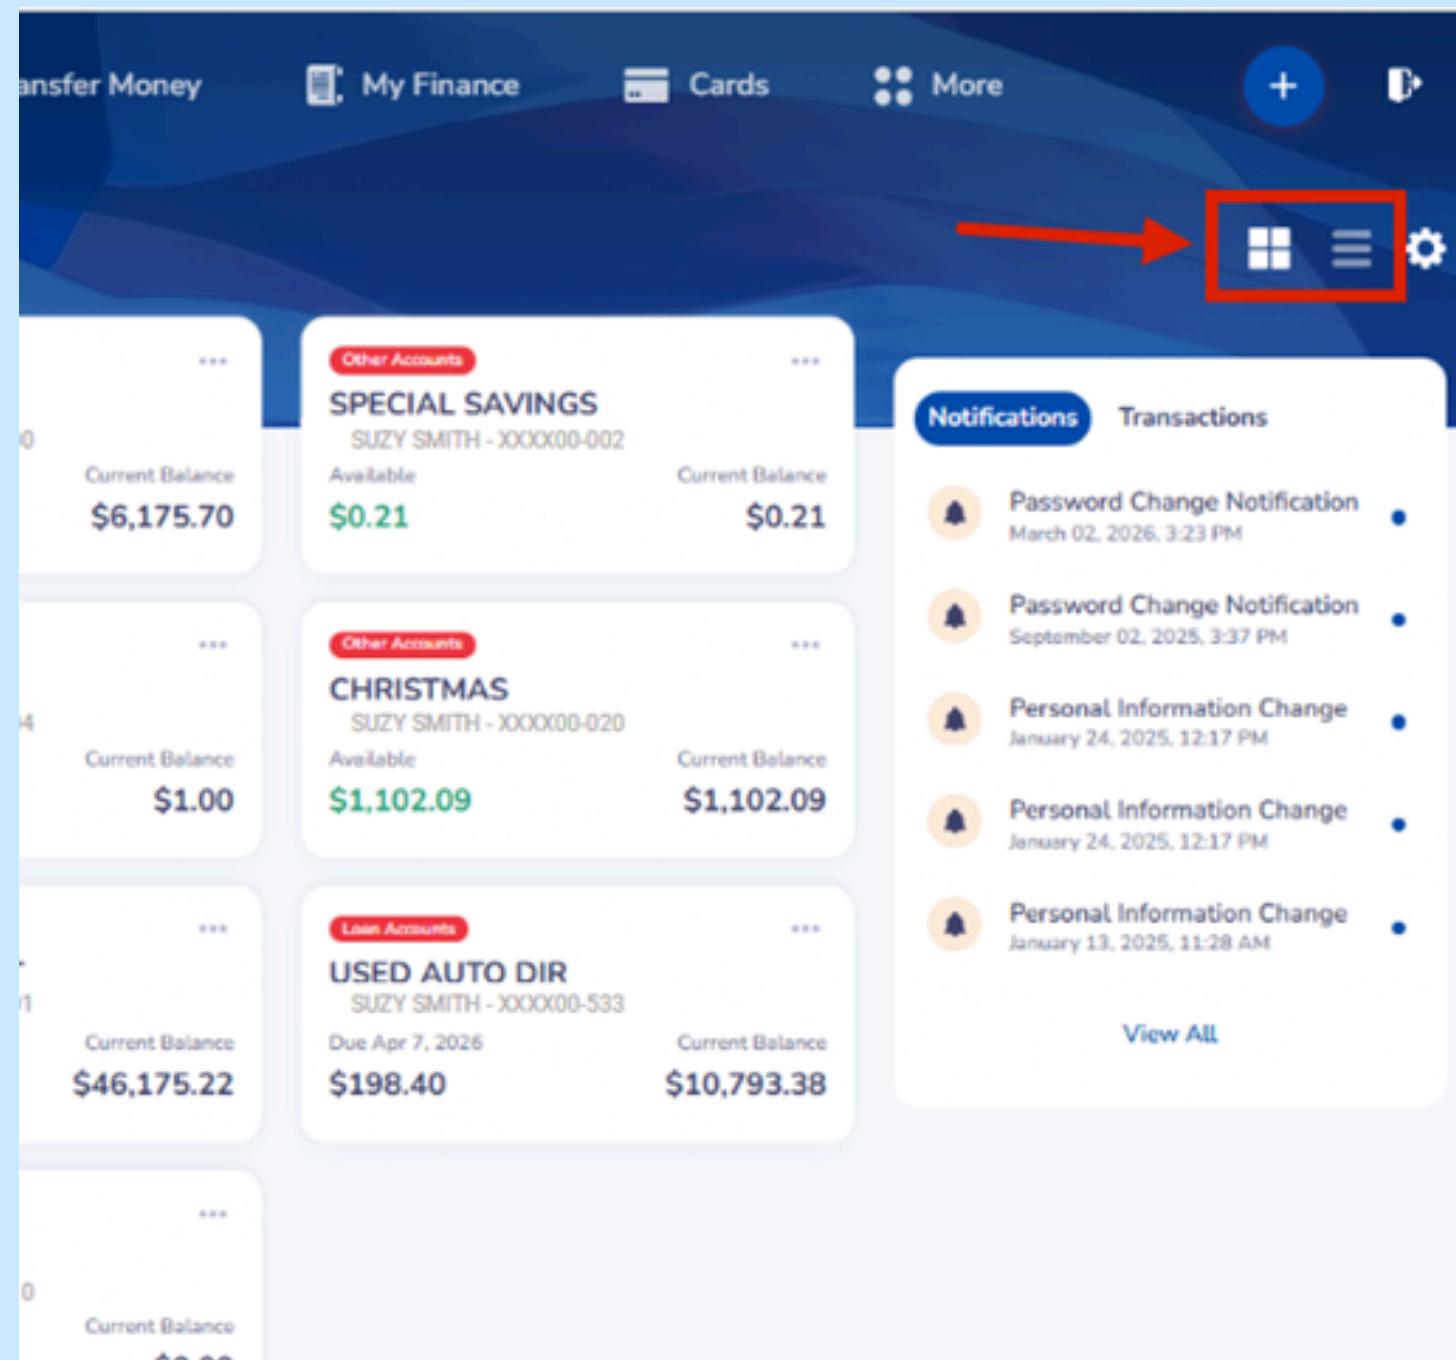 ansfer Money My Finance Cards More
Current Balance
$6,175.70
Current Balance
$1.00
Current Balance
$46,175.22
Current Balance
Other Accounts
SPECIAL SAVINGS
SUZY SMITH - XXXX00-002
Available Current Balance
$0.21 $0.21
Other Accounts
CHRISTMAS
SUZY SMITH - XXXX00-020
Available Current Balance
$1,102.09 $1,102.09
Loan Accounts
USED AUTO DIR
SUZY SMITH - XXXX00-533
Due Apr 7, 2026 Current Balance
$198.40 $10,793.38
Notifications Transactions
Password Change Notification
March 02, 2026, 3:23 PM
Password Change Notification
September 02, 2025, 3:37 PM
Personal Information Change
January 24, 2025, 12:17 PM
Personal Information Change
January 24, 2025, 12:17 PM
Personal Information Change
January 13, 2025, 11:28 AM
View All